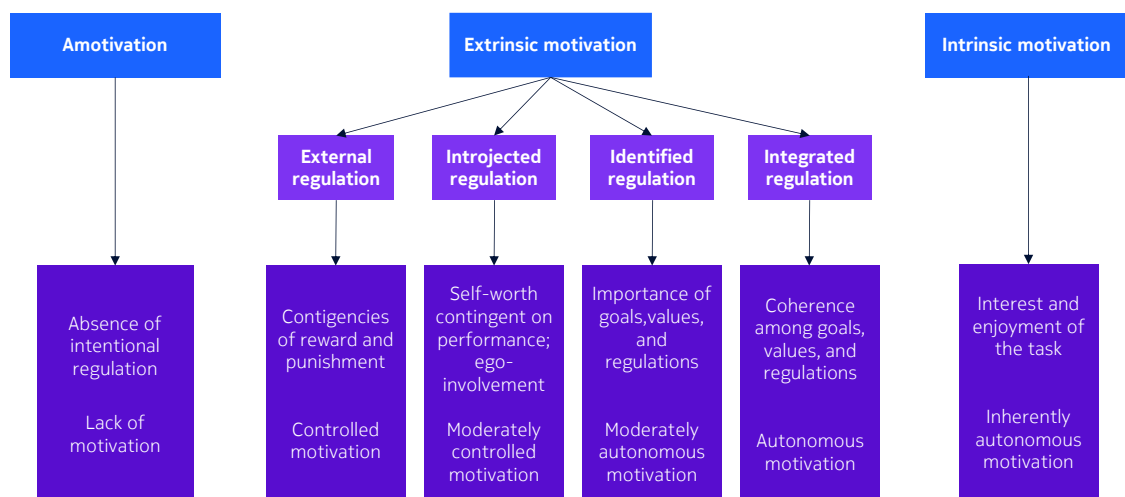 Amotivation
Extrinsic motivation
Intrinsic motivation
External
regulation
Introjected
regulation
Identified
regulation
Integrated
regulation
Absence of
intentional
regulation
Lack of
motivation
Contigencies
of reward and
punishment
Controlled
motivation
Self-worth
contingent on
performance;
ego-
involvement
Moderately
controlled
motivation
Importance of
goals,values,
and
regulations
Moderately
autonomous
motivation
Coherence
among goals,
values, and
regulations
Autonomous
motivation
Interest and
enjoyment of
the task
Inherently
autonomous
motivation